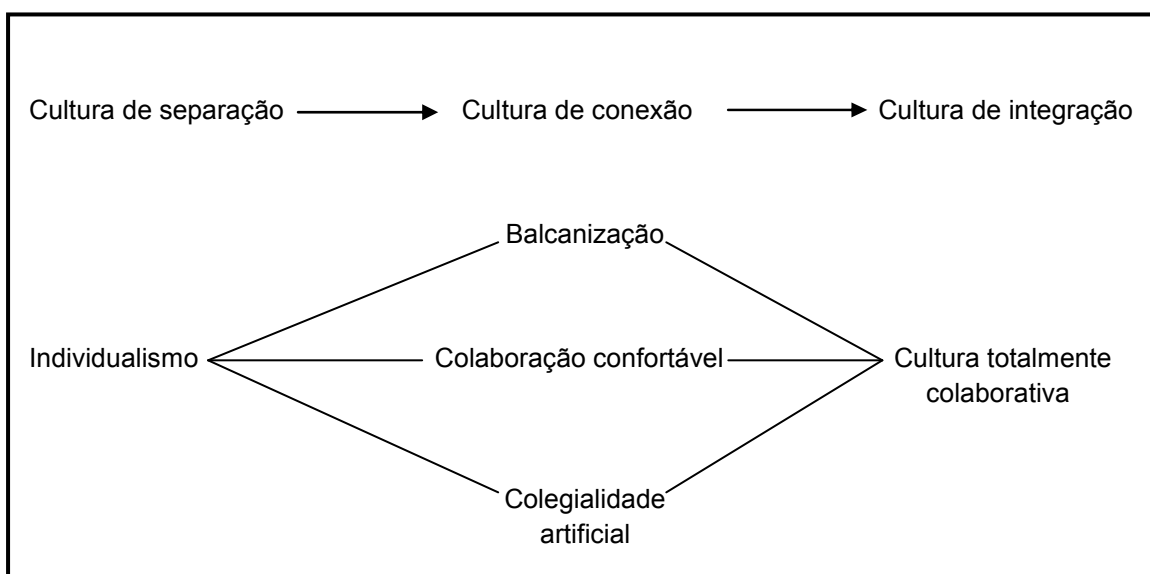 Cultura de separação
Cultura de conexão
Cultura de integração
Balcanização
Individualismo
Colaboração confortável
Cultura totalmente
colaborativa
Colegialidade
artificial